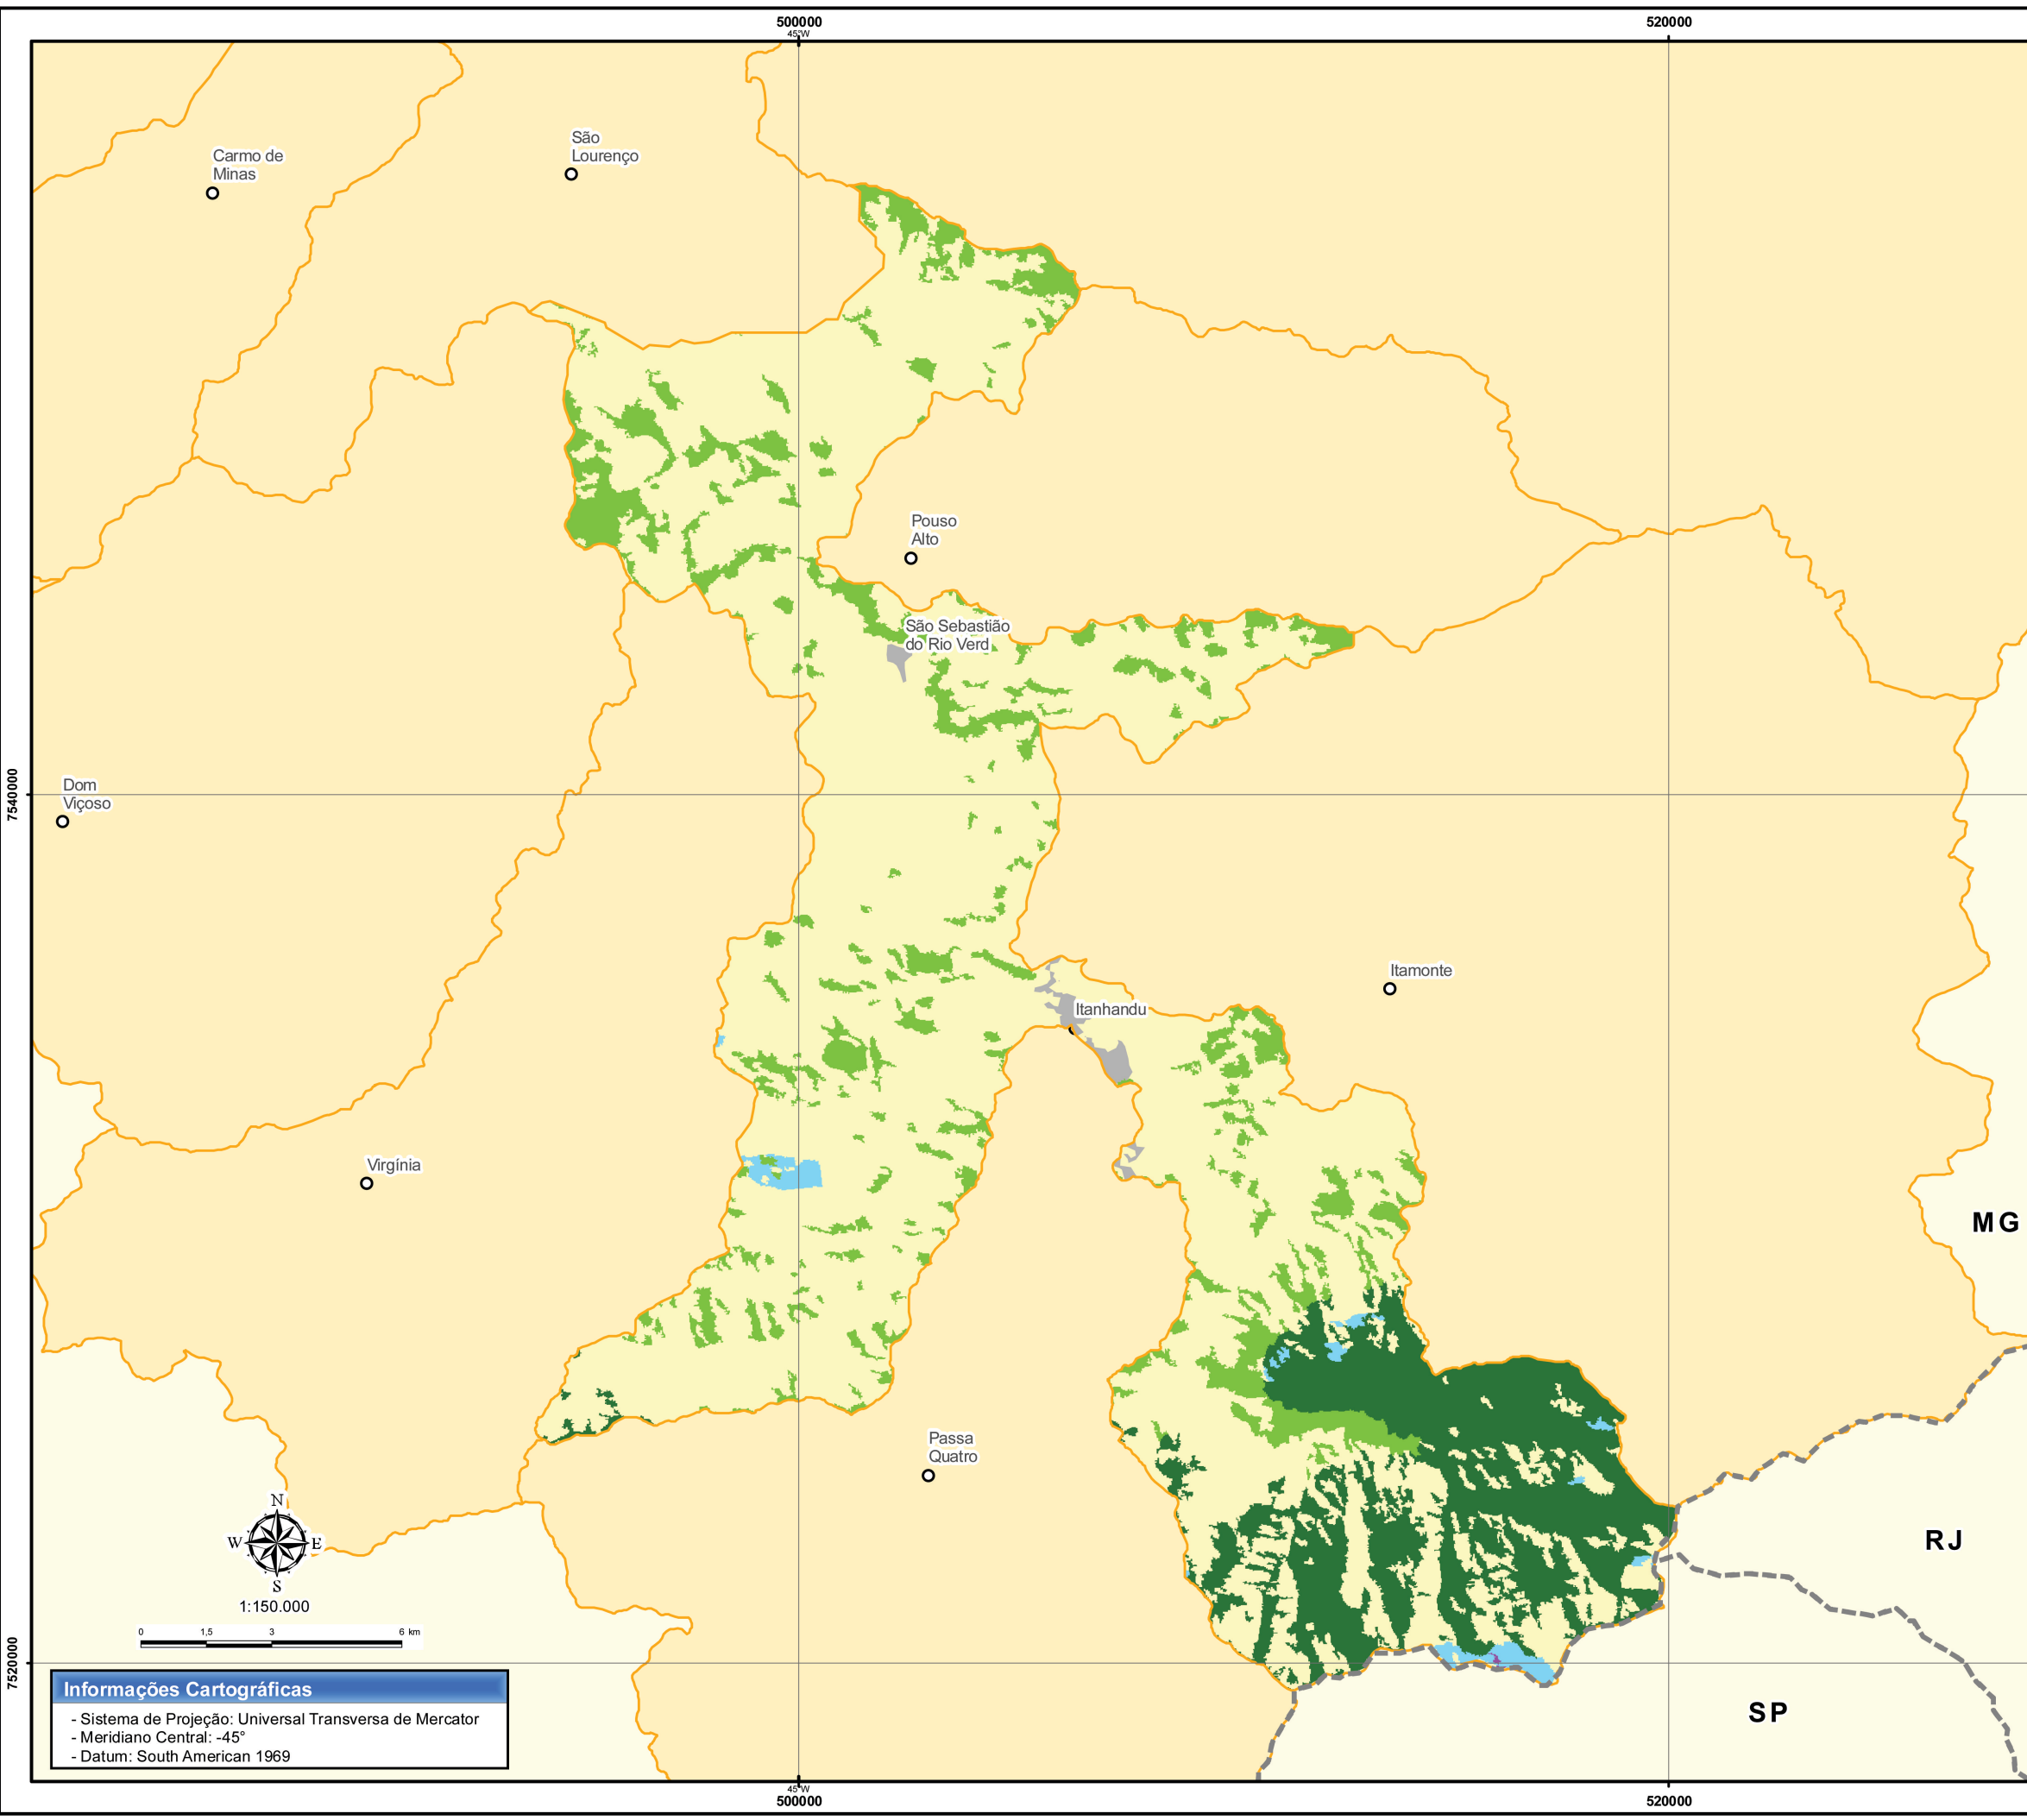 500000
520000
45°W
São
Lourenço
Carmo de
Minas
Pouso
Alto
São Sebastião
do Rio Verd
7540000
Dom
Viçoso
Itamonte
Itanhandu
Virgínia
MG
Passa
Quatro
N
W
E
S
RJ
1:150.000
0
1,5
3
6 km
7520000
SP
Informações Cartográficas
- Sistema de Projeção: Universal Transversa de Mercator
- Meridiano Central: -45°
- Datum: South American 1969
45°W
500000
520000